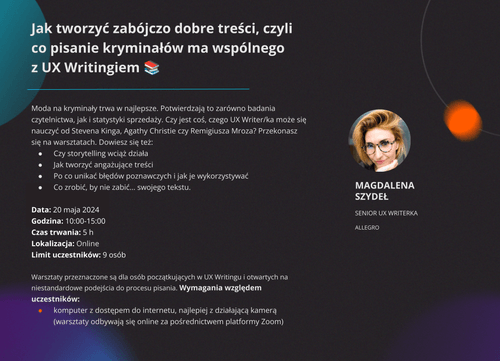 Jak tworzyć zabójczo dobre treści, czyli
co pisanie kryminałów ma wspólnego
z UX Writingiem 📚
Moda na kryminały trwa w najlepsze. Potwierdzają to zarówno badania
czytelnictwa, jak i statystyki sprzedaży. Czy jest coś, czego UX Writer/ka może się
nauczyć od Stevena Kinga, Agathy Christie czy Remigiusza Mroza? Przekonasz
się na warsztatach. Dowiesz się też:
● Czy storytelling wciąż działa
● Jak tworzyć angażujące treści
● Po co unikać błędów poznawczych i jak je wykorzystywać
● Co zrobić, by nie zabić... swojego tekstu.
Data: 20 maja 2024
Godzina: 10:00-15:00
Czas trwania: 5 h
Lokalizacja: Online
Limit uczestników: 9 osób
Warsztaty przeznaczone są dla osób początkujących w UX Writingu i otwartych na
niestandardowe podejścia do procesu pisania. Wymagania względem
uczestników:
★ komputer z dostępem do internetu, najlepiej z działającą kamerą
(warsztaty odbywają się online za pośrednictwem platformy Zoom)
MAGDALENA
SZYDEŁ
SENIOR UX WRITERKA
ALLEGRO